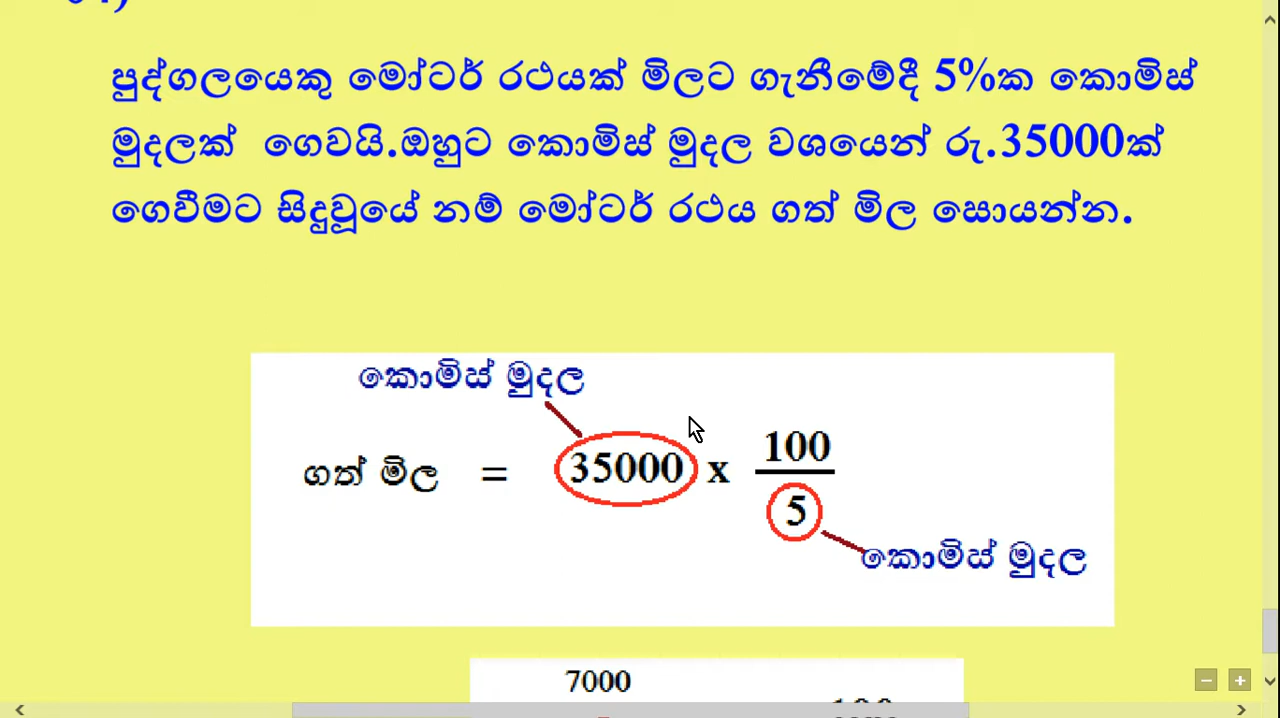 පුද්ගලයෙකු මෝටර් රථයක් මිලට ගැනීමේදී 5%ක කොමිස්
මුදලක් ගෙවයි.ඔහුට කොමිස් මුදල වශයෙන් රු.35000ක්
ගෙවීමට සිදුවූයේ නම් මෝටර් රථය ගත් මිල සොයන්න.
කොමිස් මුදල
ගත් මිල = 35000 x 100
5
කොමිස් මුදල
7000